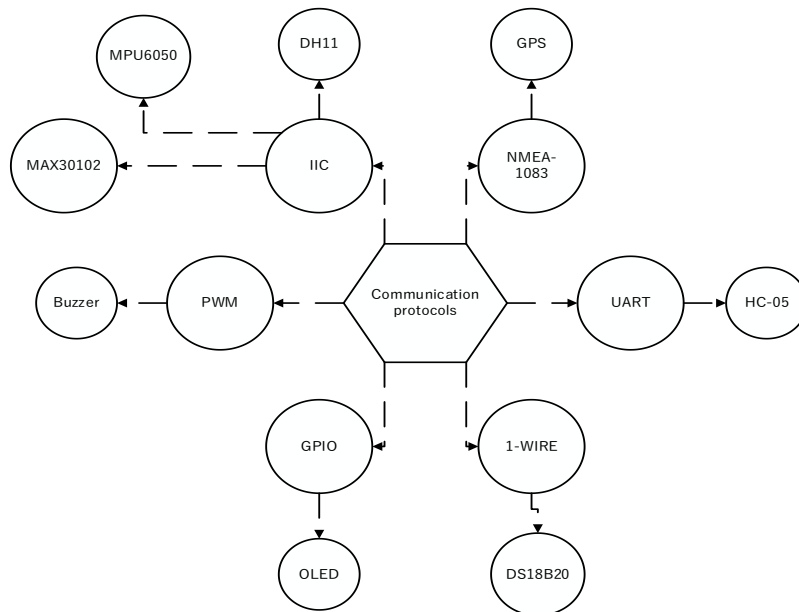 MPU6050
DH11
GPS
MAX30102
IIC
NMEA-
1083
Communication
protocols
Buzzer
PWM
UART
HC-05
GPIO
1-WIRE
OLED
DS18B20